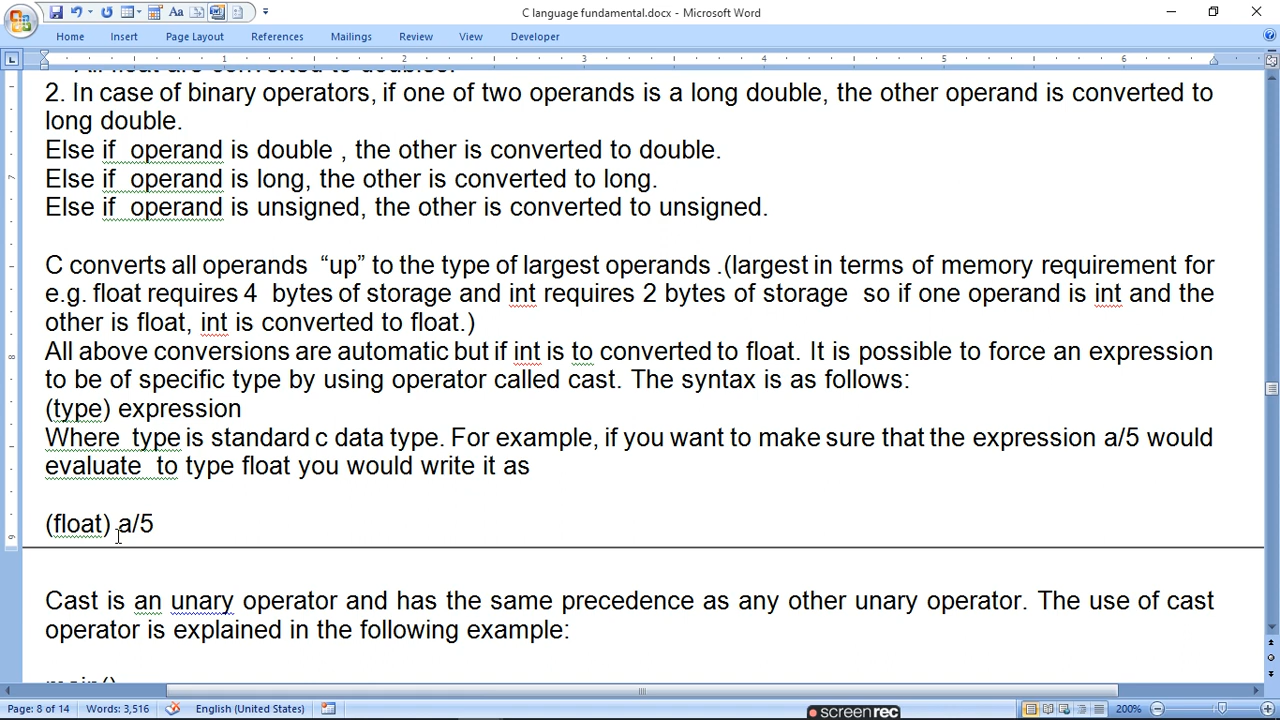 C language fundamental.docx - Microsoft Word
Home Insert Page Layout References Mailings Review View Developer
1 2 3 4 5 6
2. In case of binary operators, if one of two operands is a long double, the other operand is converted to
long double.
Else if operand is double , the other is converted to double.
Else if operand is long, the other is converted to long.
Else if operand is unsigned, the other is converted to unsigned.
C converts all operands “up” to the type of largest operands .(largest in terms of memory requirement for
e.g. float requires 4 bytes of storage and int requires 2 bytes of storage so if one operand is int and the
other is float, int is converted to float.)
All above conversions are automatic but if int is to converted to float. It is possible to force an expression
to be of specific type by using operator called cast. The syntax is as follows:
(type) expression
Where type is standard c data type. For example, if you want to make sure that the expression a/5 would
evaluate to type float you would write it as
(float) a/5
Cast is an unary operator and has the same precedence as any other unary operator. The use of cast
operator is explained in the following example:
main()
Page: 8 of 14 Words: 3,516 English (United States) 200%
screenrec